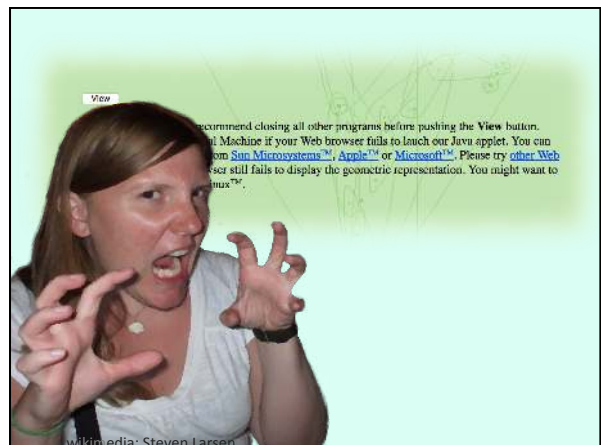 View
recommend closing all other programs before pushing the View button.
al Machine if your Web browser fails to lauch our Java applet. You can
om Sun Microsystems™, Apple™ or Microsoft™. Please try other Web
wser still fails to display the geometric representation. You might want to
inux™.
wikimedia: Steven Larsen